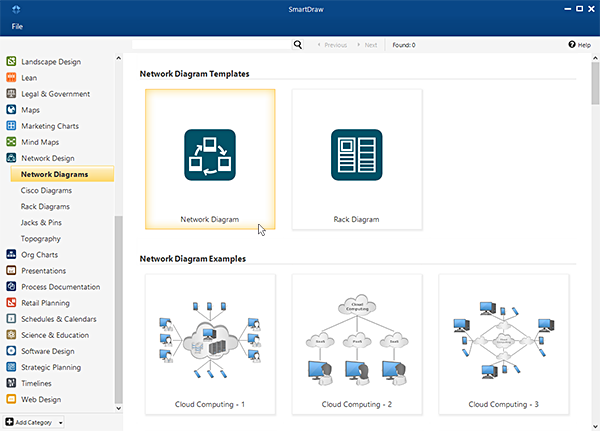 SmartDraw
File
Previous
Next
Found: 0
Help
Landscape Design
Lean
Legal & Government
Maps
Marketing Charts
Mind Maps
Network Design
Network Diagrams
Cisco Diagrams
Rack Diagrams
Jacks & Pins
Topography
Org Charts
Presentations
Process Documentation
Retail Planning
Schedules & Calendars
Science & Education
Software Design
Strategic Planning
Timelines
Web Design
Add Category
Network Diagram Templates
Network Diagram
Rack Diagram
Network Diagram Examples
Cloud
Computing
SaaS
PaaS
IaaS
Cloud Computing - 1
Cloud Computing - 2
Cloud Computing - 3